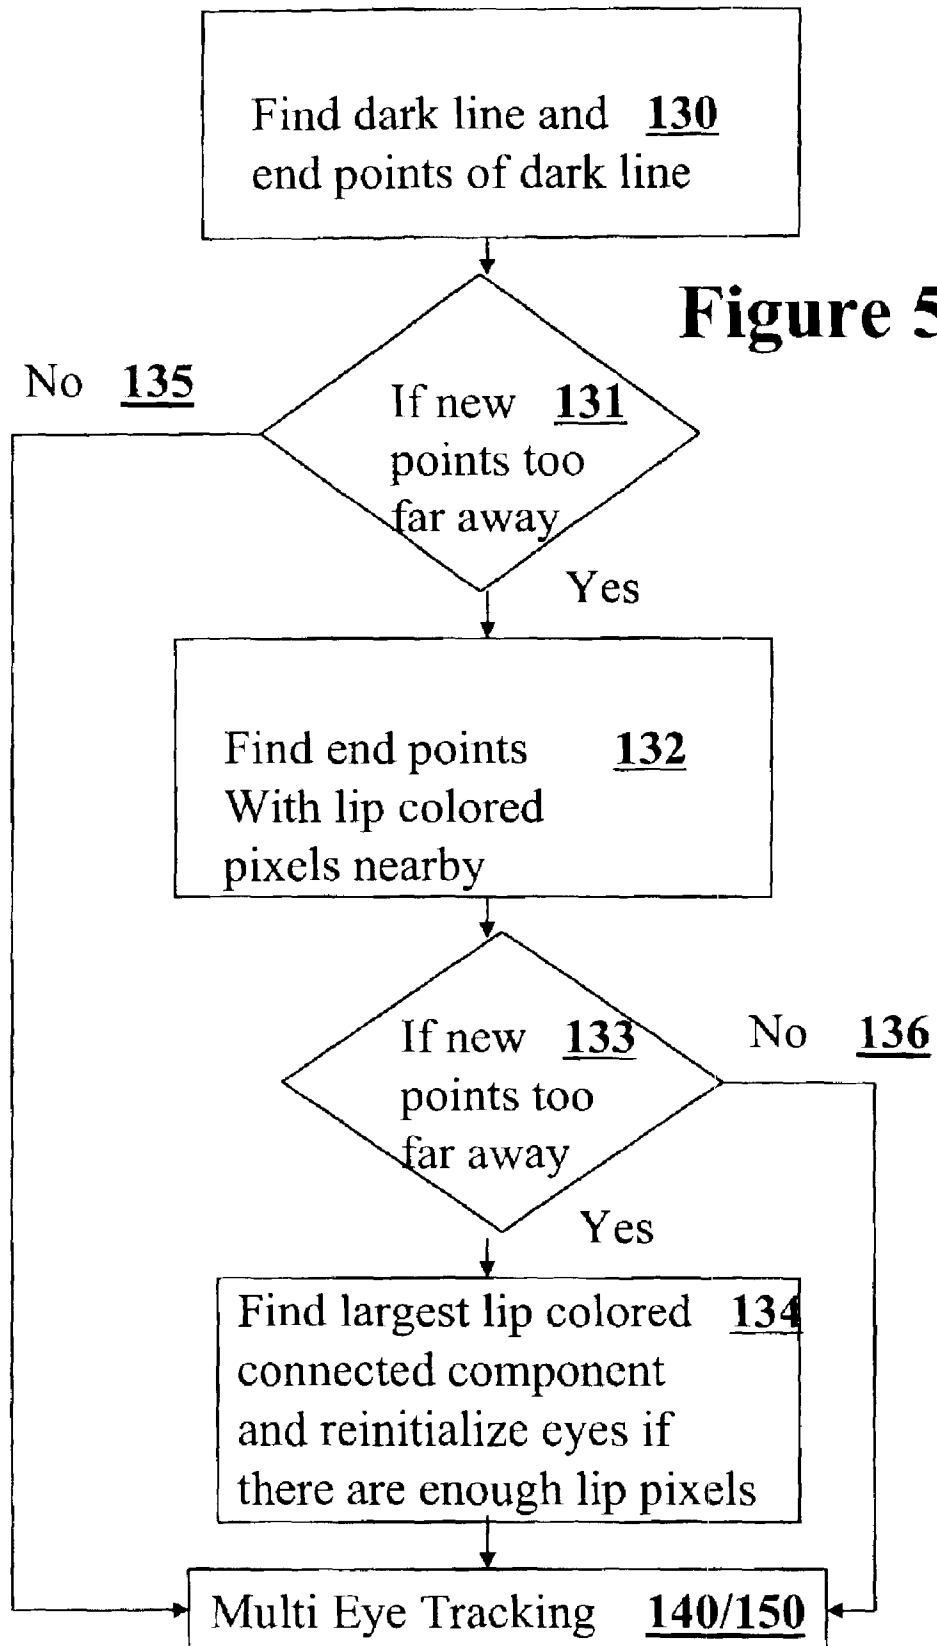 Find dark line and 130
end points of dark line
Figure 5
No 135
If new 131
points too
far away
Yes
Find end points 132
With lip colored
pixels nearby
If new 133
points too
far away
No 136
Yes
Find largest lip colored 134
connected component
and reinitialize eyes if
there are enough lip pixels
Multi Eye Tracking 140/150